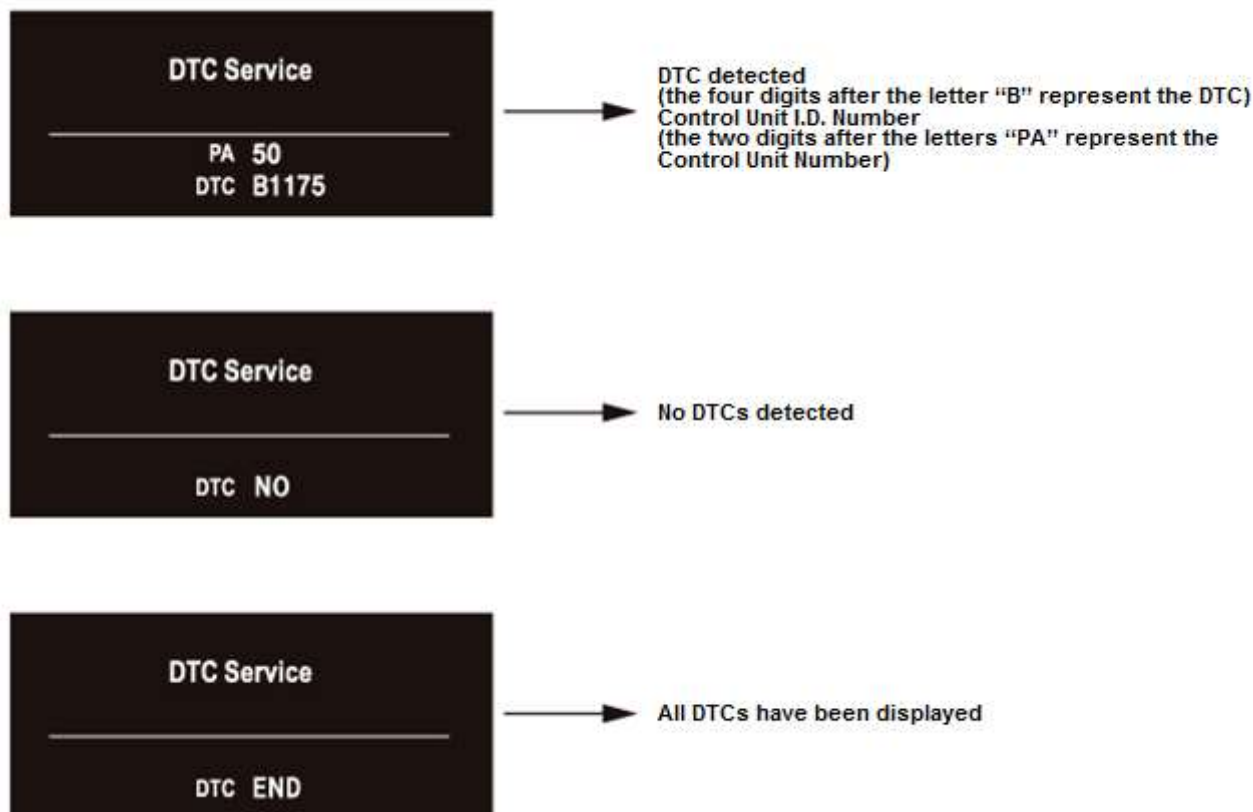 DTC Service
PA 50
DTC B1175
DTC detected
(the four digits after the letter “B” represent the DTC)
Control Unit I.D. Number
(the two digits after the letters “PA” represent the
Control Unit Number)
DTC Service
DTC NO
No DTCs detected
DTC Service
DTC END
All DTCs have been displayed